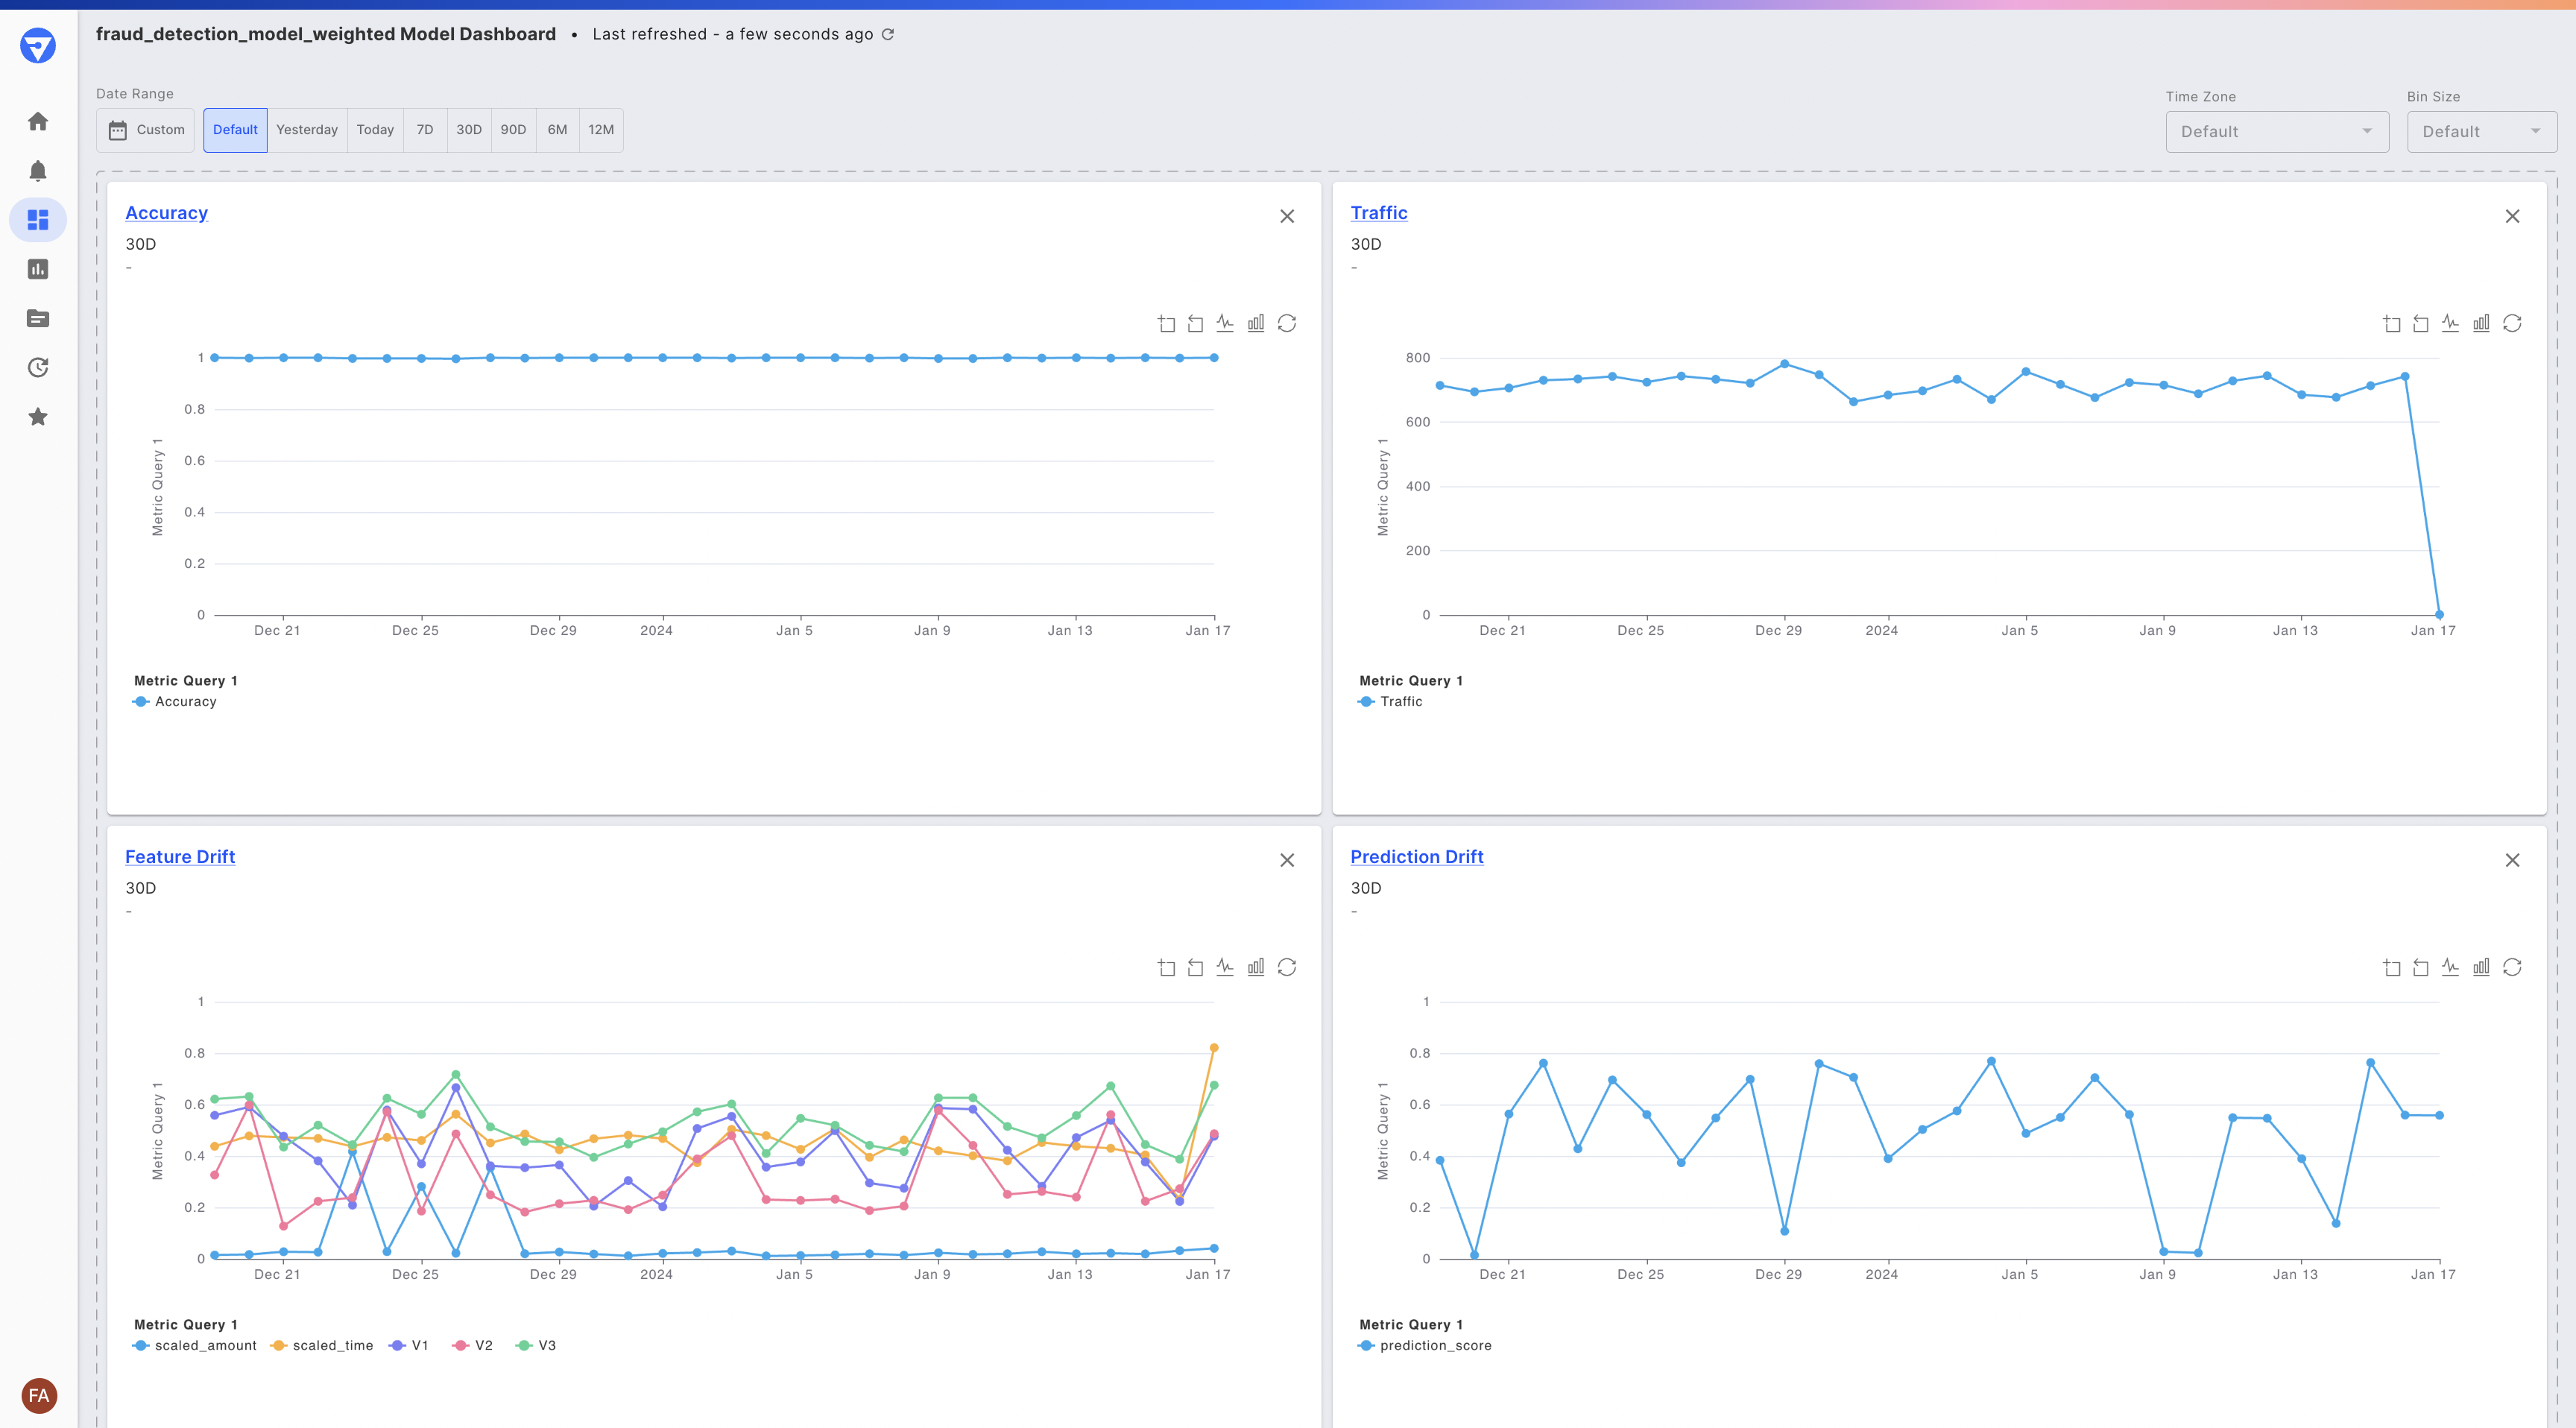 fraud_detection_model_weighted Model Dashboard • Last refreshed - a few seconds ago
Date Range
Custom Default Yesterday Today 7D 30D 90D 6M 12M
Time Zone
Default
Bin Size
Default
Accuracy
30D
-
Metric Query 1
1
0.8
0.6
0.4
0.2
0
Dec 21 Dec 25 Dec 29 2024 Jan 5 Jan 9 Jan 13 Jan 17
Metric Query 1
Accuracy
Traffic
30D
-
Metric Query 1
800
600
400
200
0
Dec 21 Dec 25 Dec 29 2024 Jan 5 Jan 9 Jan 13 Jan 17
Metric Query 1
Traffic
Feature Drift
30D
-
Metric Query 1
1
0.8
0.6
0.4
0.2
0
Dec 21 Dec 25 Dec 29 2024 Jan 5 Jan 9 Jan 13 Jan 17
Metric Query 1
scaled_amount scaled_time V1 V2 V3
Prediction Drift
30D
-
Metric Query 1
1
0.8
0.6
0.4
0.2
0
Dec 21 Dec 25 Dec 29 2024 Jan 5 Jan 9 Jan 13 Jan 17
Metric Query 1
prediction_score
FA